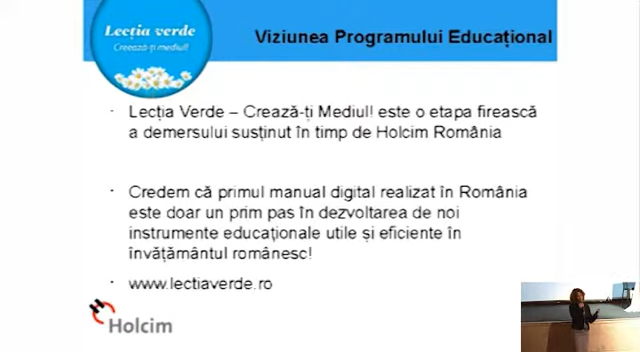 Lecția verde
Creează-ți mediul!
Viziunea Programului Educațional
Lecția Verde – Crează-ți Mediul! este o etapa firească
a demersului susținut în timp de Holcim România
Credem că primul manual digital realizat în România
este doar un prim pas în dezvoltarea de noi
instrumente educaționale utile și eficiente în
învățământul românesc!
www.lectiaverde.ro
Holcim